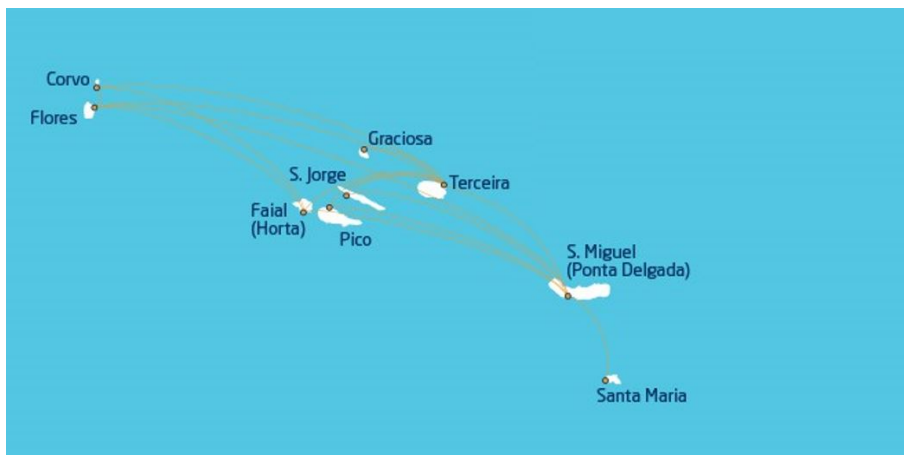 Corvo
Flores
Graciosa
S. Jorge
Terceira
Faial
(Horta)
Pico
S. Miguel
(Ponta Delgada)
Santa Maria